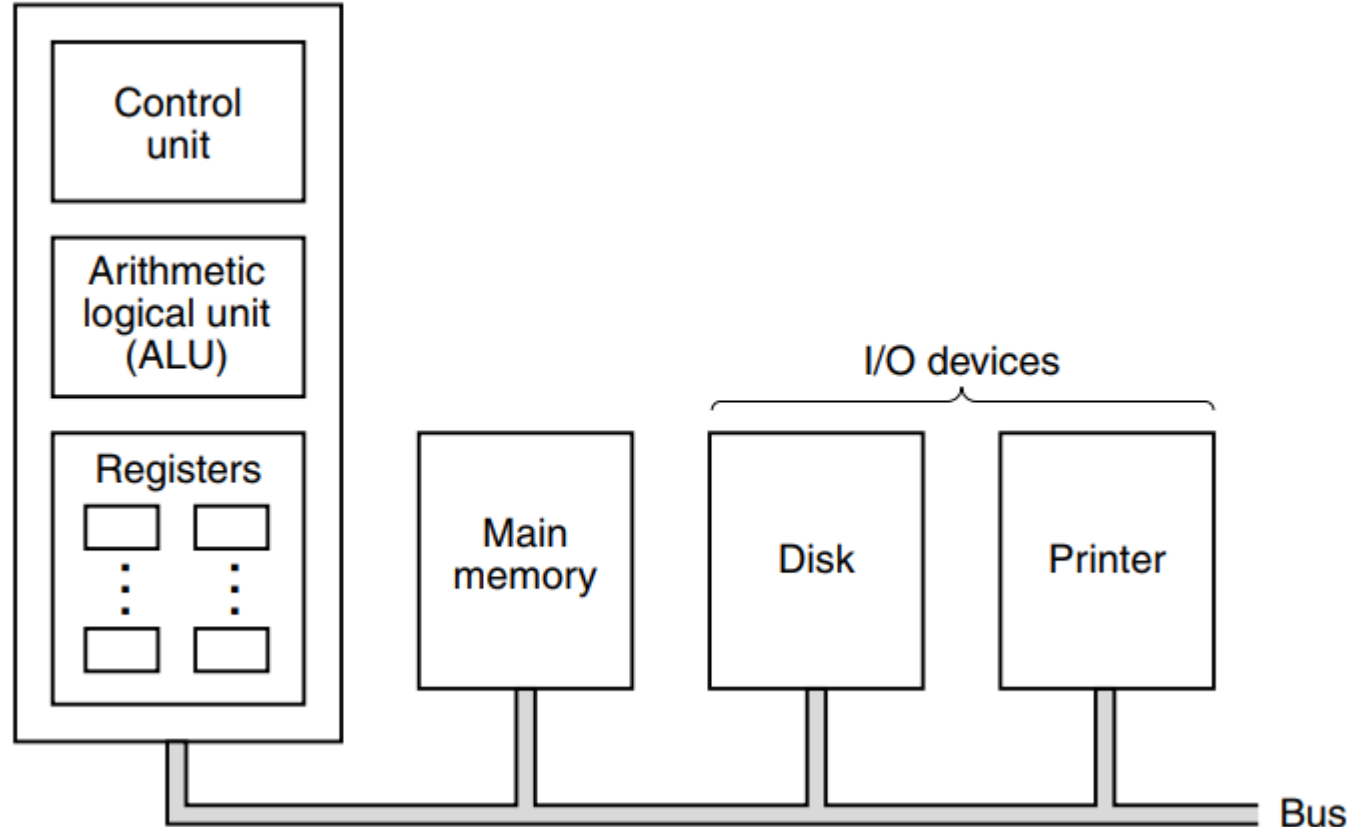 Control
unit
Arithmetic
logical unit
(ALU)
Registers
I/O devices
Main
memory
Disk
Printer
Bus